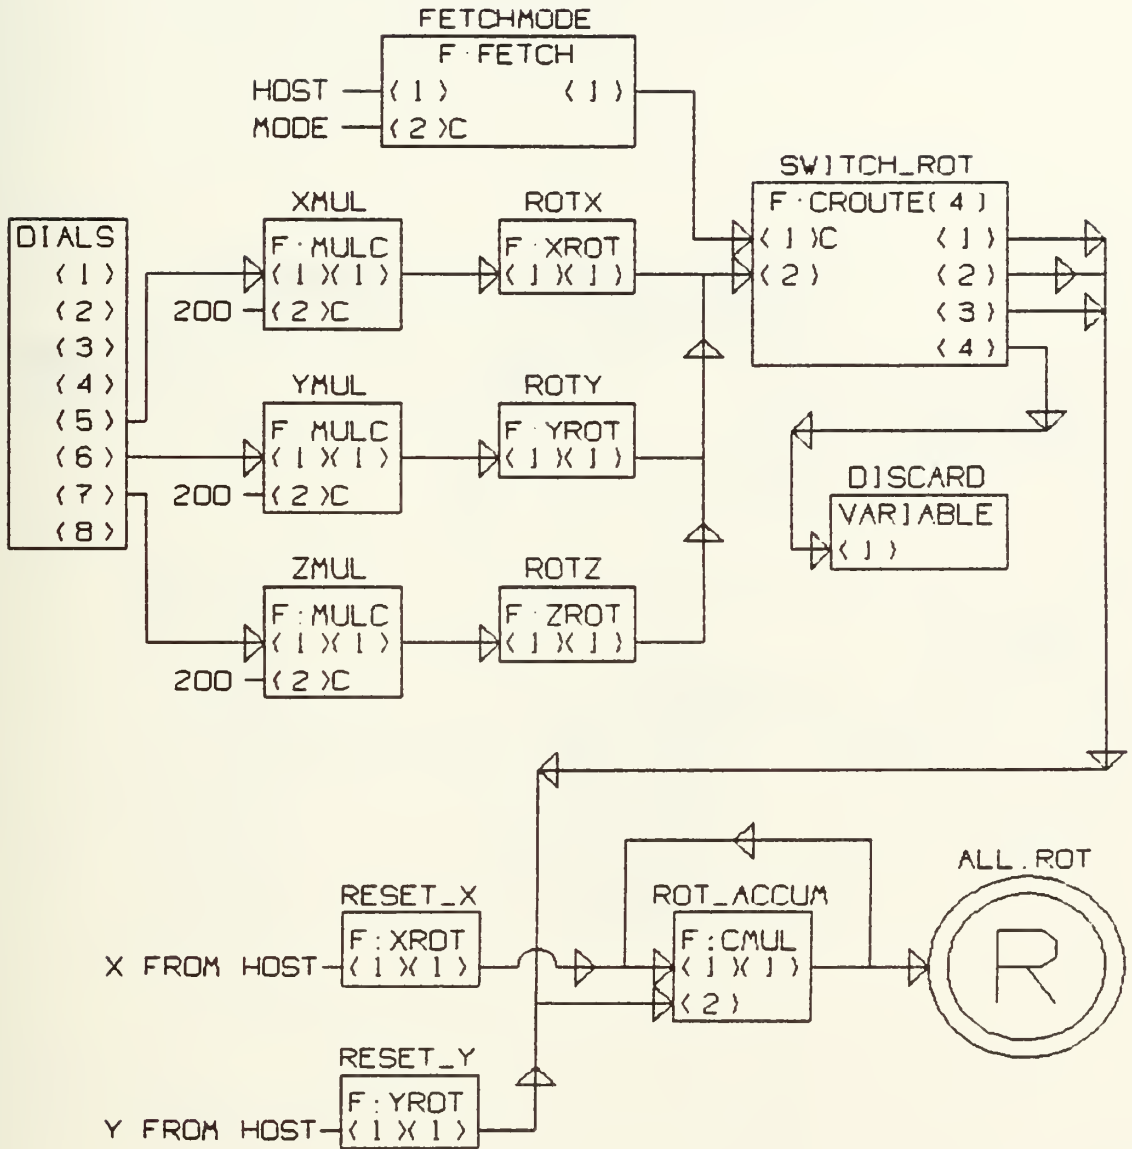 FETCHMODE
F:FETCH
HOST <1> <1>
MODE <2>C
SWITCH_ROT
F:CROUTE(4)
<1>C <1>
<2> <2>
<3>
<4>
DIALS
<1>
<2>
<3>
<4>
<5>
<6>
<7>
<8>
XMUL
F:MULC
<1><1>
200 <2>C
ROTX
F:XROT
<1><1>
YMUL
F:MULC
<1><1>
200 <2>C
ROTY
F:YROT
<1><1>
ZMUL
F:MULC
<1><1>
200 <2>C
ROTZ
F:ZROT
<1><1>
DISCARD
VARIABLE
<1>
RESET_X
F:XROT
X FROM HOST <1><1>
ROT_ACCUM
F:CMUL
<1><1>
<2>
ALL.ROT
R
RESET_Y
F:YROT
Y FROM HOST <1><1>